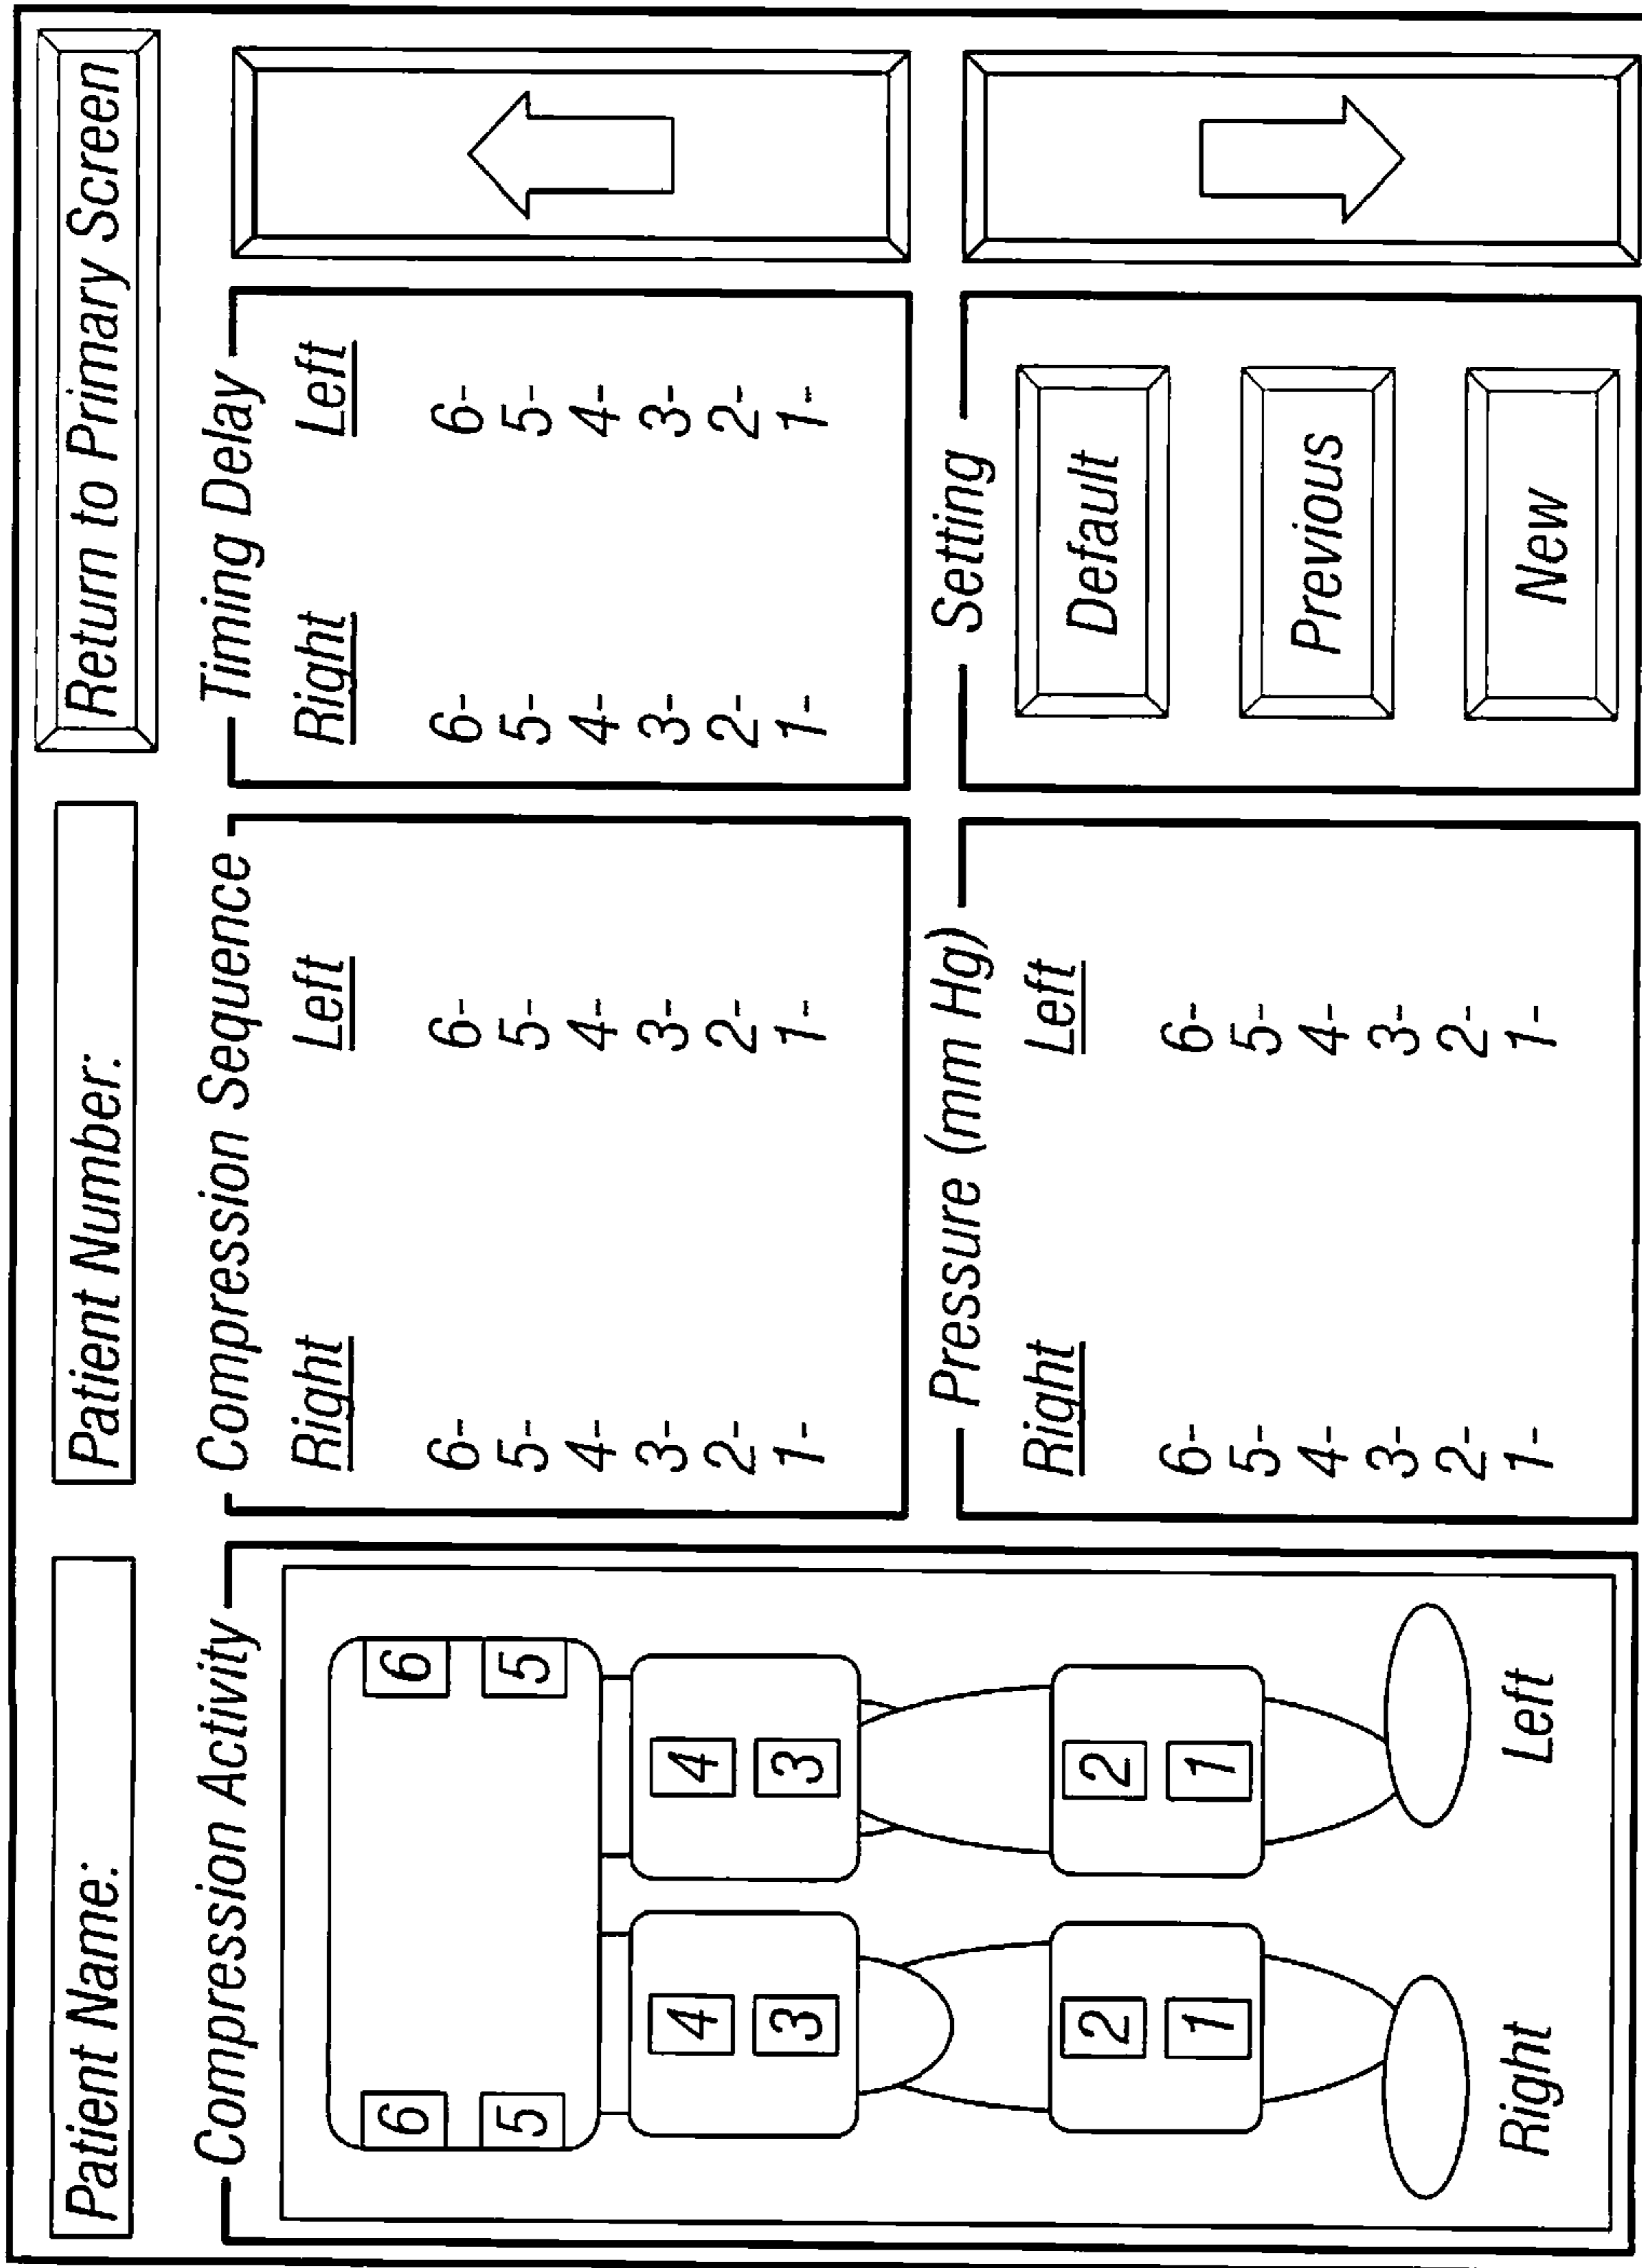 Patient Name:
Patient Number:
Return to Primary Screen
Compression Activity
6 6
5 5
4 4
3 3
2 2
1 1
Right Left
Compression Sequence
Right Left
6- 6-
5- 5-
4- 4-
3- 3-
2- 2-
1- 1-
Timing Delay
Right Left
6- 6-
5- 5-
4- 4-
3- 3-
2- 2-
1- 1-
Pressure (mm Hg)
Right Left
6- 6-
5- 5-
4- 4-
3- 3-
2- 2-
1- 1-
Setting
Default
Previous
New